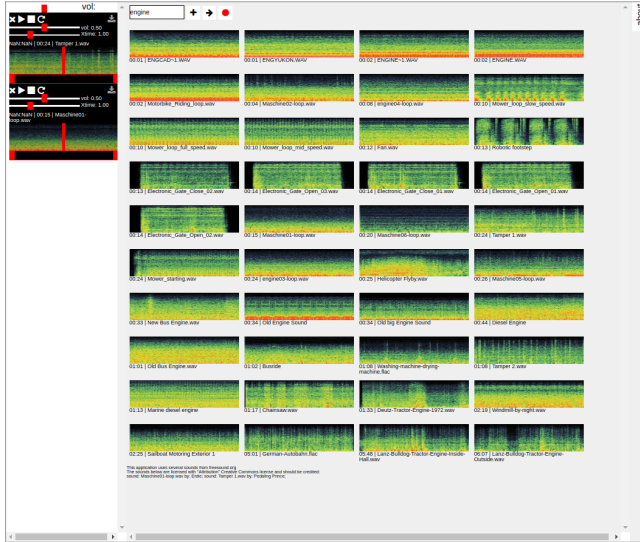 vol:
vol: 0.50
Xtime: 1.00
NaN:NaN | 00:24 | Tamper 1.wav
vol: 0.50
Xtime: 1.00
NaN:NaN | 00:15 | Maschine01-
loop.wav
engine
00:01 | ENGCAD~1.WAV
00:01 | ENGYUKON.WAV
00:02 | ENGINE~1.WAV
00:02 | ENGINE.WAV
00:02 | Motorbike_Riding_loop.wav
00:04 | Maschine02-loop.wav
00:08 | engine04-loop.wav
00:10 | Mower_loop_slow_speed.wav
00:10 | Mower_loop_full_speed.wav
00:10 | Mower_loop_mid_speed.wav
00:12 | Fan.wav
00:13 | Robotic footstep
00:13 | Electronic_Gate_Close_02.wav
00:14 | Electronic_Gate_Open_03.wav
00:14 | Electronic_Gate_Close_01.wav
00:14 | Electronic_Gate_Open_01.wav
00:14 | Electronic_Gate_Open_02.wav
00:15 | Maschine01-loop.wav
00:20 | Maschine06-loop.wav
00:24 | Tamper 1.wav
00:24 | Mower_starting.wav
00:24 | engine03-loop.wav
00:25 | Helicopter Flyby.wav
00:26 | Maschine05-loop.wav
00:33 | New Bus Engine.wav
00:34 | Old Engine Sound
00:34 | Old big Engine Sound
00:44 | Diesel Engine
01:01 | Old Bus Engine.wav
01:02 | Busride
01:06 | Washing-machine-drying-
machine.flac
01:08 | Tamper 2.wav
01:13 | Marine diesel engine
01:17 | Chainsaw.wav
01:33 | Deutz-Tractor-Engine-1972.wav
02:19 | Windmill-by-night.wav
02:25 | Sailboat Motoring Exterior 1
05:01 | German-Autobahn.flac
05:48 | Lanz-Bulldog-Tractor-Engine-Inside-
Hall.wav
06:07 | Lanz-Bulldog-Tractor-Engine-
Outside.wav
This application uses several sounds from freesound.org
The sounds below are licensed with "Attribution" Creative Commons license and should be credited:
sound: Maschine01-loop.wav by: Erdie; sound: Tamper 1.wav by: Freaking Prince;